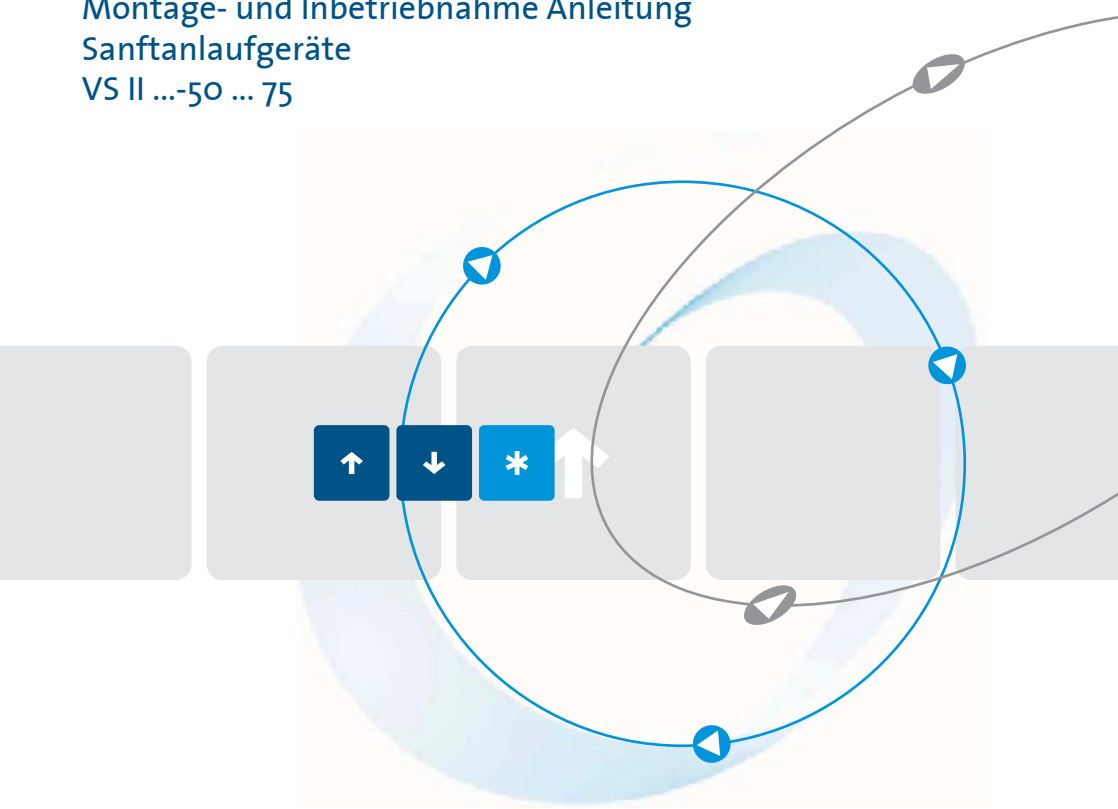 Montage- und Inbetriebnahme Anleitung
Sanftanlaufgeräte
VS II ...-50 ... 75